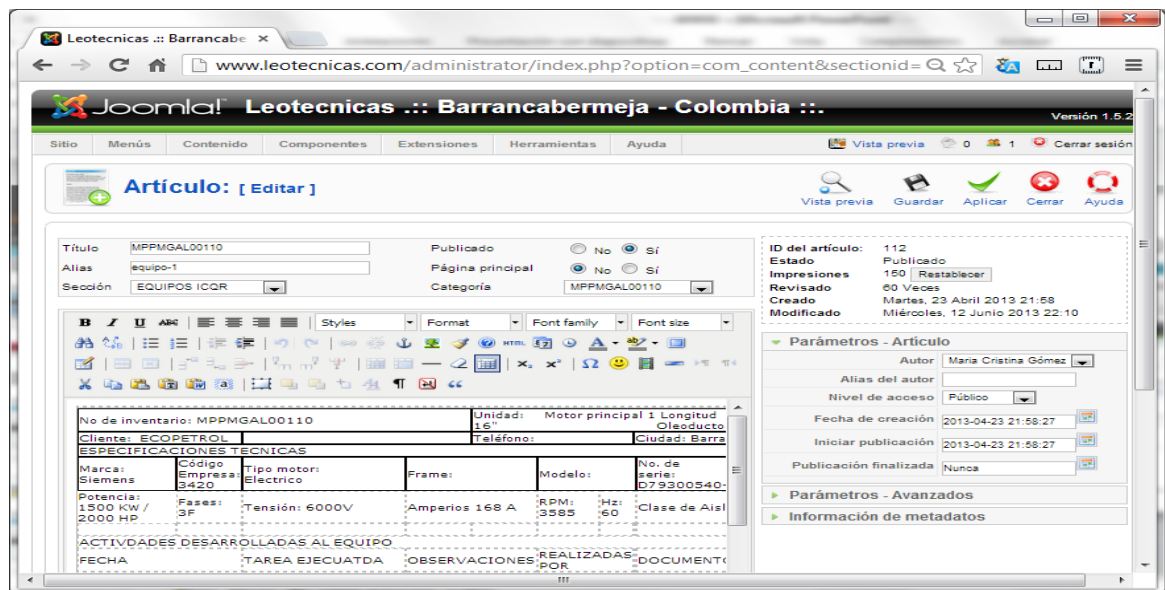 Leotecnicas .:: Barrancabe
www.leotecnicas.com/administrator/index.php?option=com_content&sectionid=
Joomla! Leotecnicas .:: Barrancabermeja - Colombia ::.
Versión 1.5.2
Sitio Menús Contenido Componentes Extensiones Herramientas Ayuda Vista previa 0 1 Cerrar sesión
Artículo: [ Editar ]
Vista previa Guardar Aplicar Cerrar Ayuda
Título MPPMGAL00110 Publicado No Sí
Alias equipo-1 Página principal No Sí
Sección EQUIPOS ICQR Categoría MPPMGAL00110
B I U ABC Styles Format Font family Font size
HTML A ab
x, x² Ω
¶ “
No de inventario: MPPMGAL00110 Unidad: Motor principal 1 Longitud
16" Oleoducto
Cliente: ECOPETROL Teléfono: Ciudad: Barra
ESPECIFICACIONES TECNICAS
Marca: Siemens Código Empresa: 3420 Tipo motor: Electrico Frame: Modelo: No. de serie: D79300540-
Potencia: 1500 KW / 2000 HP Fases: 3F Tensión: 6000V Amperios 168 A RPM: 3585 Hz: 60 Clase de Aisl
ACTIVDADES DESARROLLADAS AL EQUIPO
FECHA TAREA EJECUATDA OBSERVACIONES REALIZADAS POR DOCUMENT
ID del artículo: 112
Estado Publicado
Impresiones 150 Restablecer
Revisado 60 Veces
Creado Martes, 23 Abril 2013 21:58
Modificado Miércoles, 12 Junio 2013 22:10
Parámetros - Artículo
Autor Maria Cristina Gómez
Alias del autor
Nivel de acceso Público
Fecha de creación 2013-04-23 21:58:27
Iniciar publicación 2013-04-23 21:58:27
Publicación finalizada Nunca
Parámetros - Avanzados
Información de metadatos